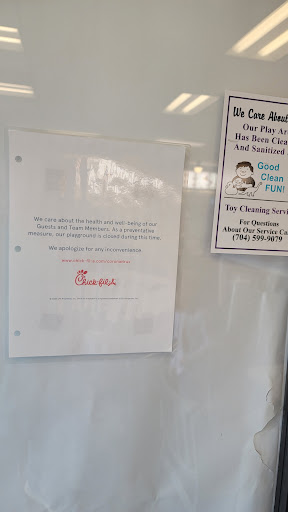 We care about the health and well-being of our
Guests and Team Members. As a preventative
measure, our playground is closed during this time.
We apologize for any inconvenience.
Chick-fil-A
We Care About
Our Play Ar
Has Been Clea
And Sanitized
Good
Clean
FUN!
Toy Cleaning Servi
For Questions
About Our Service Ca
(704) 599-9079